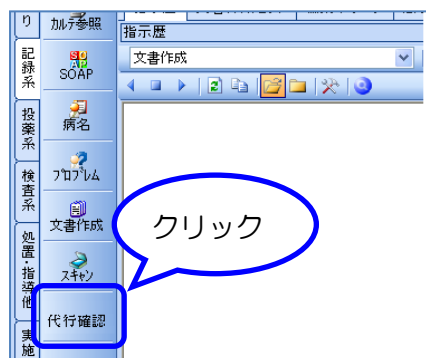 り
記録系
投薬系
検査系
処置・指導他
実施
カルテ参照
SOAP
病名
プロブレム
文書作成
スキャン
代行確認
指示歴
文書作成
クリック